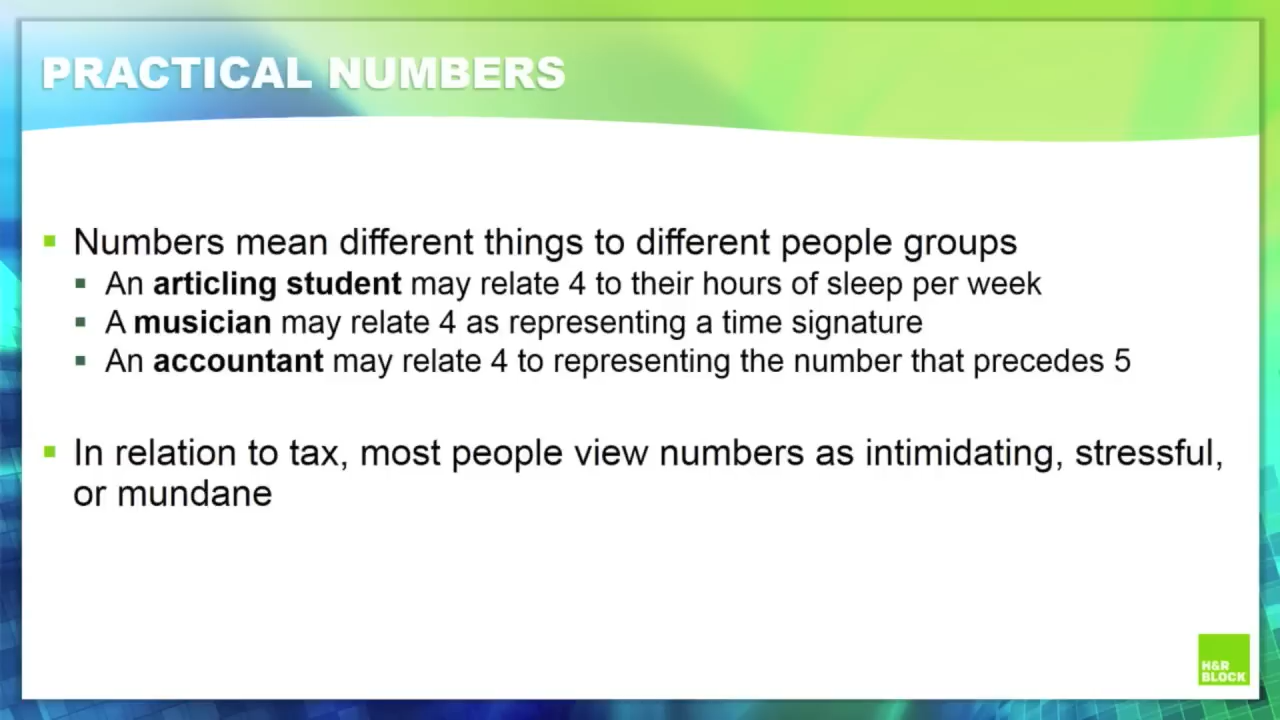 PRACTICAL NUMBERS
Numbers mean different things to different people groups
An articling student may relate 4 to their hours of sleep per week
A musician may relate 4 as representing a time signature
An accountant may relate 4 to representing the number that precedes 5
In relation to tax, most people view numbers as intimidating, stressful,
or mundane
H&R
BLOCK